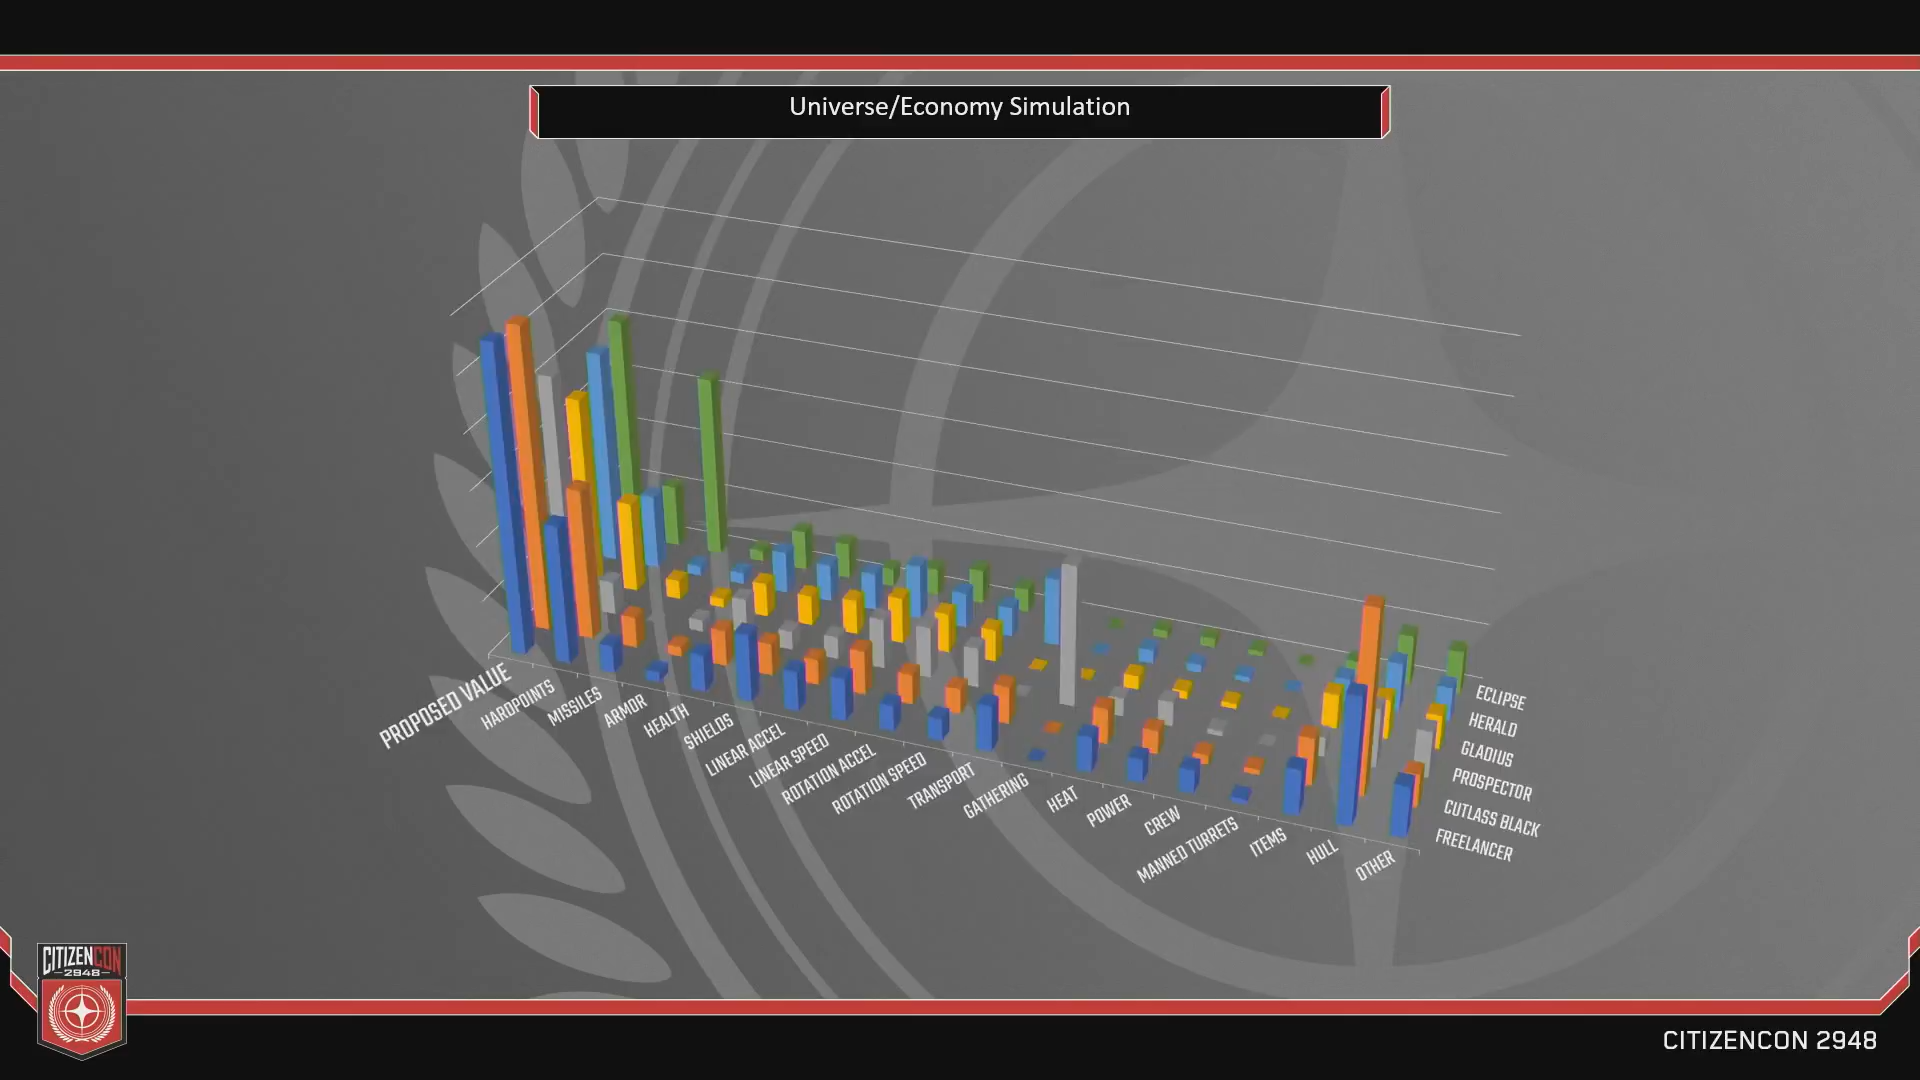 Universe/Economy Simulation
PROPOSED VALUE
HARDPOINTS
MISSILES
ARMOR
HEALTH
SHIELDS
LINEAR ACCEL
LINEAR SPEED
ROTATION ACCEL
ROTATION SPEED
TRANSPORT
GATHERING
HEAT
POWER
CREW
MANNED TURRETS
ITEMS
HULL
OTHER
ECLIPSE
HERALD
GLADIUS
PROSPECTOR
CUTLASS BLACK
FREELANCER
CITIZENCON
2948
CITIZENCON 2948